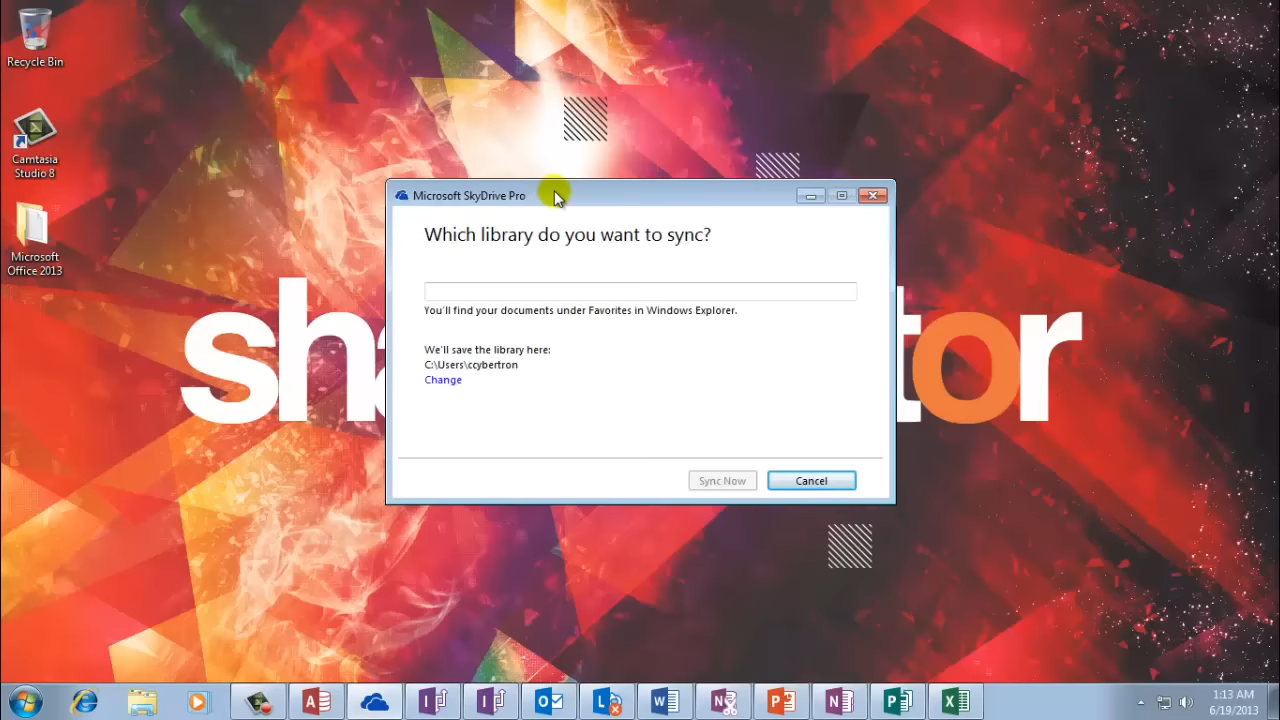 Recycle Bin
Camtasia
Studio 8
Microsoft
Office 2013
Microsoft SkyDrive Pro
Which library do you want to sync?
You'll find your documents under Favorites in Windows Explorer.
We'll save the library here:
C:\Users\ccybertron
Change
Sync Now
Cancel
1:13 AM
6/19/2013